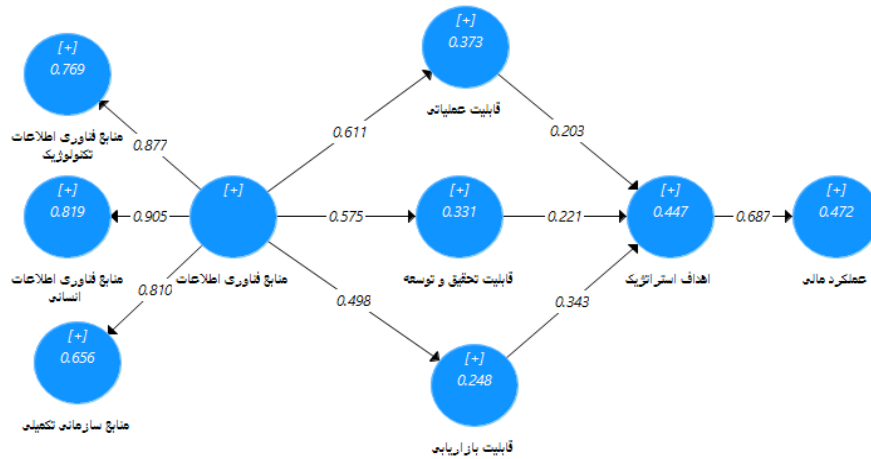 [+]
0.373
قابلیت عملیاتی
[+]
0.769
منابع فناوری اطلاعات
تکنولوژیک
0.877
0.611
0.203
[+]
0.819
منابع فناوری اطلاعات
انسانی
0.905
[+]
منابع فناوری اطلاعات
0.575
[+]
0.331
قابلیت تحقیق و توسعه
0.221
[+]
0.447
اهداف استراتژیک
0.687
[+]
0.472
عملکرد مالی
0.810
0.498
0.343
[+]
0.656
منابع سازمانی تکمیلی
[+]
0.248
قابلیت بازاریابی